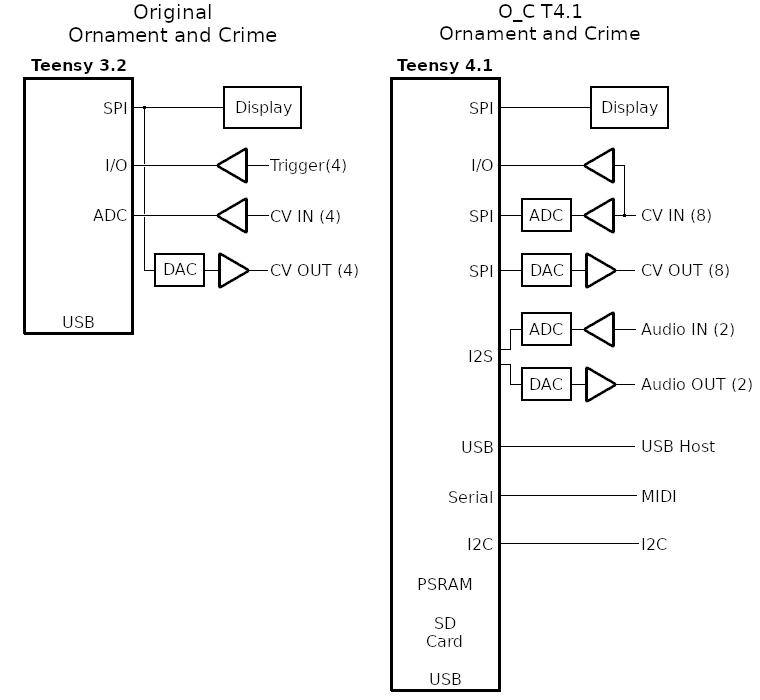 Original
Ornament and Crime
Teensy 3.2
SPI
Display
I/O
Trigger(4)
ADC
CV IN (4)
DAC
CV OUT (4)
USB
O_C T4.1
Ornament and Crime
Teensy 4.1
SPI
Display
I/O
SPI
ADC
CV IN (8)
SPI
DAC
CV OUT (8)
I2S
ADC
Audio IN (2)
DAC
Audio OUT (2)
USB
USB Host
Serial
MIDI
I2C
I2C
PSRAM
SD
Card
USB